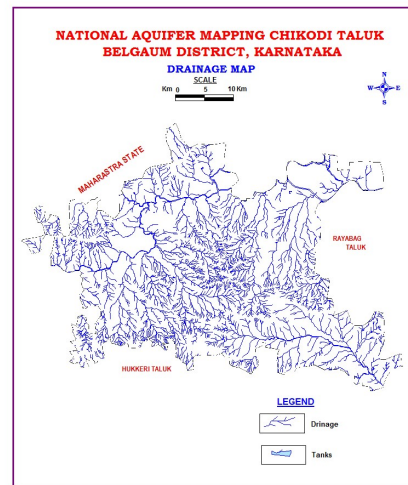 NATIONAL AQUIFER MAPPING CHIKODI TALUK
BELGAUM DISTRICT, KARNATAKA
DRAINAGE MAP
SCALE
Km 0 5 10 Km
N
W E
S
MAHARASTRA STATE
RAYABAG
TALUK
HUKKERI TALUK
LEGEND
Drinage
Tanks